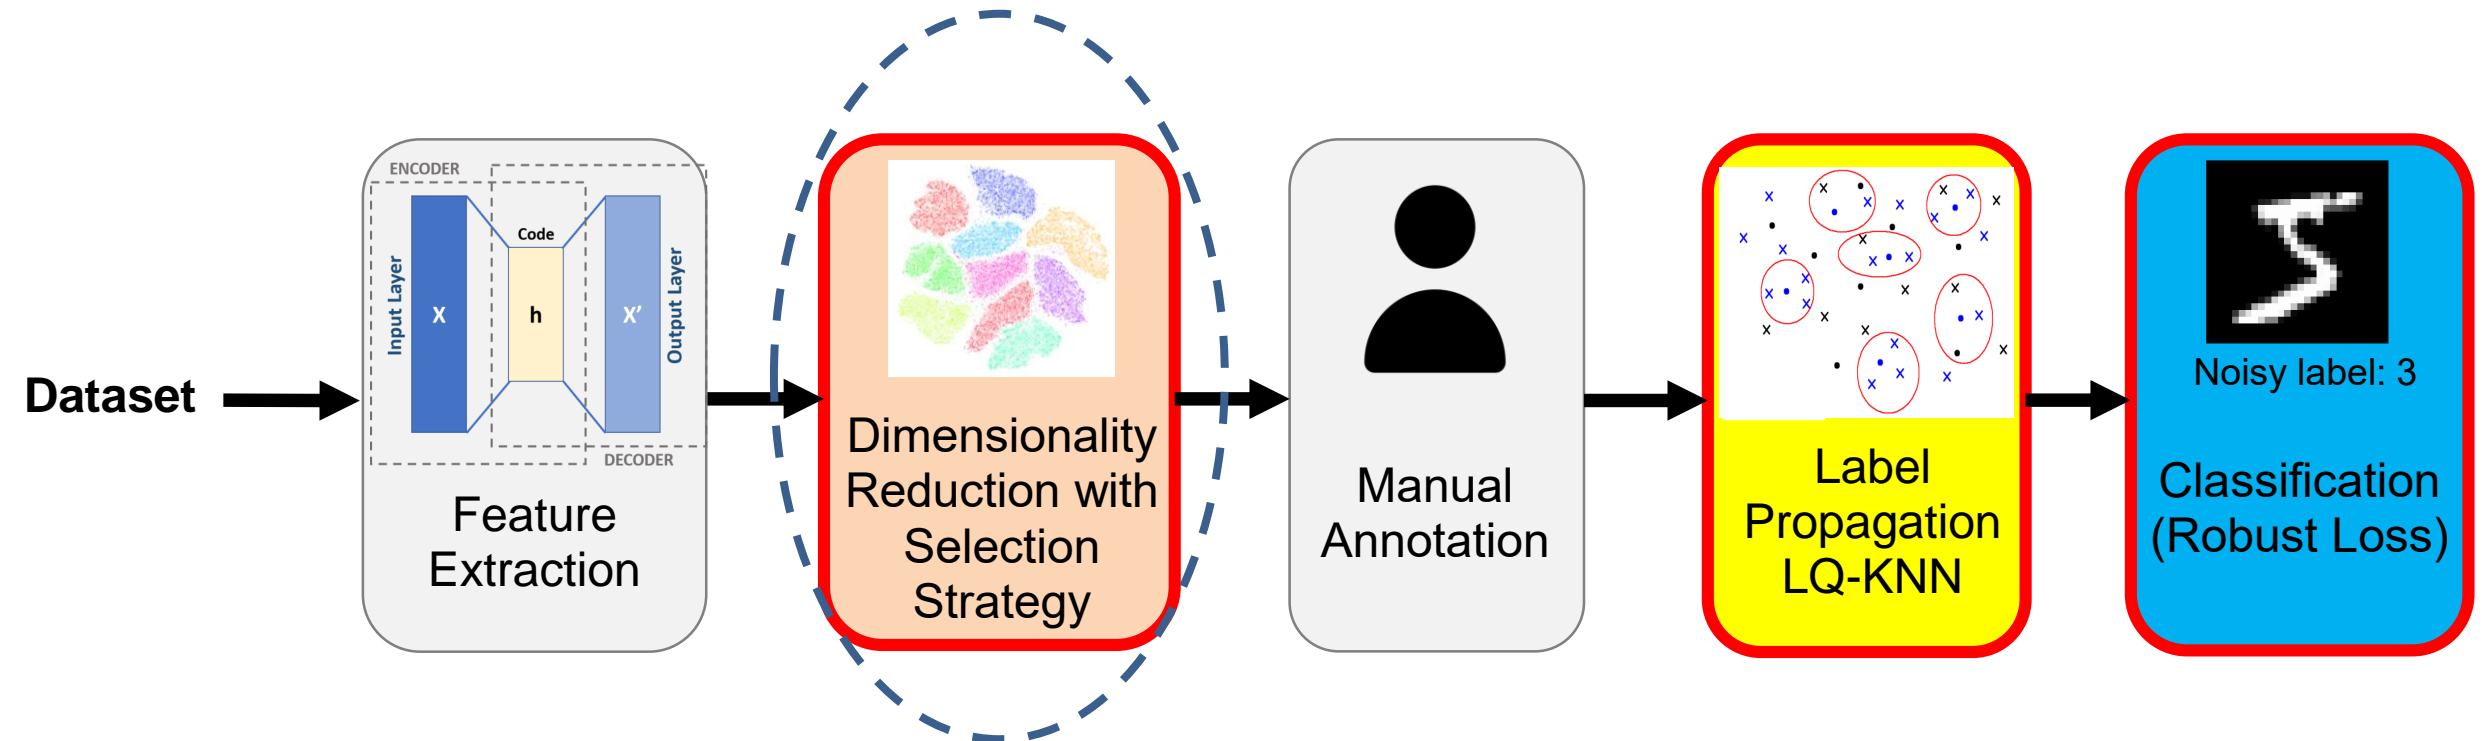 Dataset
ENCODER
Input Layer
X
Code
h
X'
Output Layer
DECODER
Feature
Extraction
Dimensionality
Reduction with
Selection
Strategy
Manual
Annotation
Label
Propagation
LQ-KNN
Noisy label: 3
Classification
(Robust Loss)